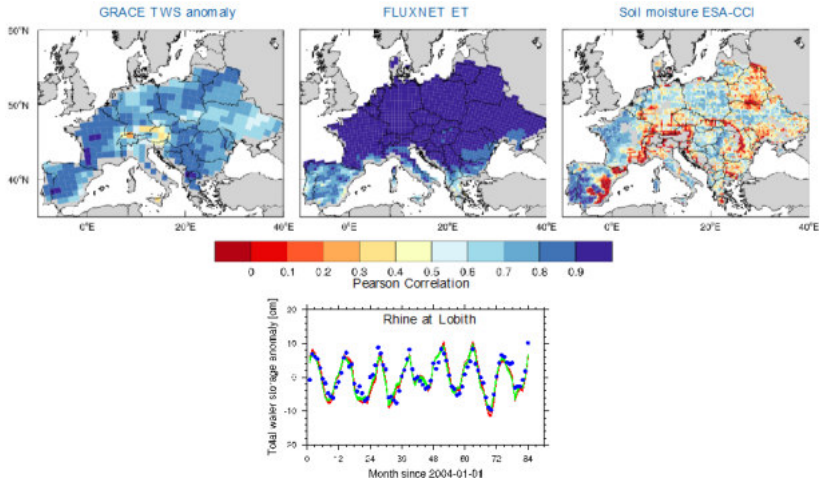 GRACE TWS anomaly
FLUXNET ET
Soil moisture ESA-CCI
60°N
50°N
40°N
0°E 20°E 40°E
0°E 20°E 40°E
0°E 20°E 40°E
0 0.1 0.2 0.3 0.4 0.5 0.6 0.7 0.8 0.9
Pearson Correlation
Total water storage anomaly [cm]
Rhine at Lobith
20
10
0
-10
-20
0 12 24 36 48 60 72 84
Month since 2004-01-01